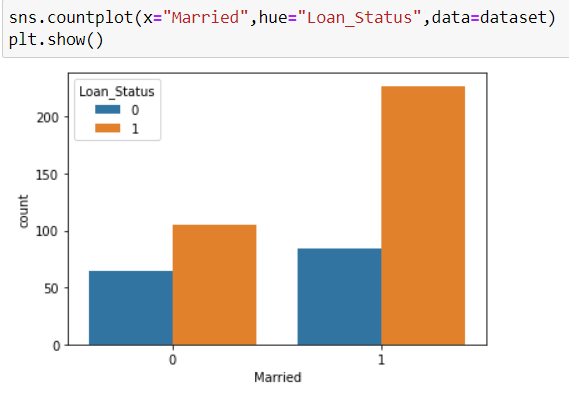 sns.countplot(x="Married",hue="Loan_Status",data=dataset)
plt.show()
Loan_Status
0
1
200
150
100
50
0
count
0 1
Married